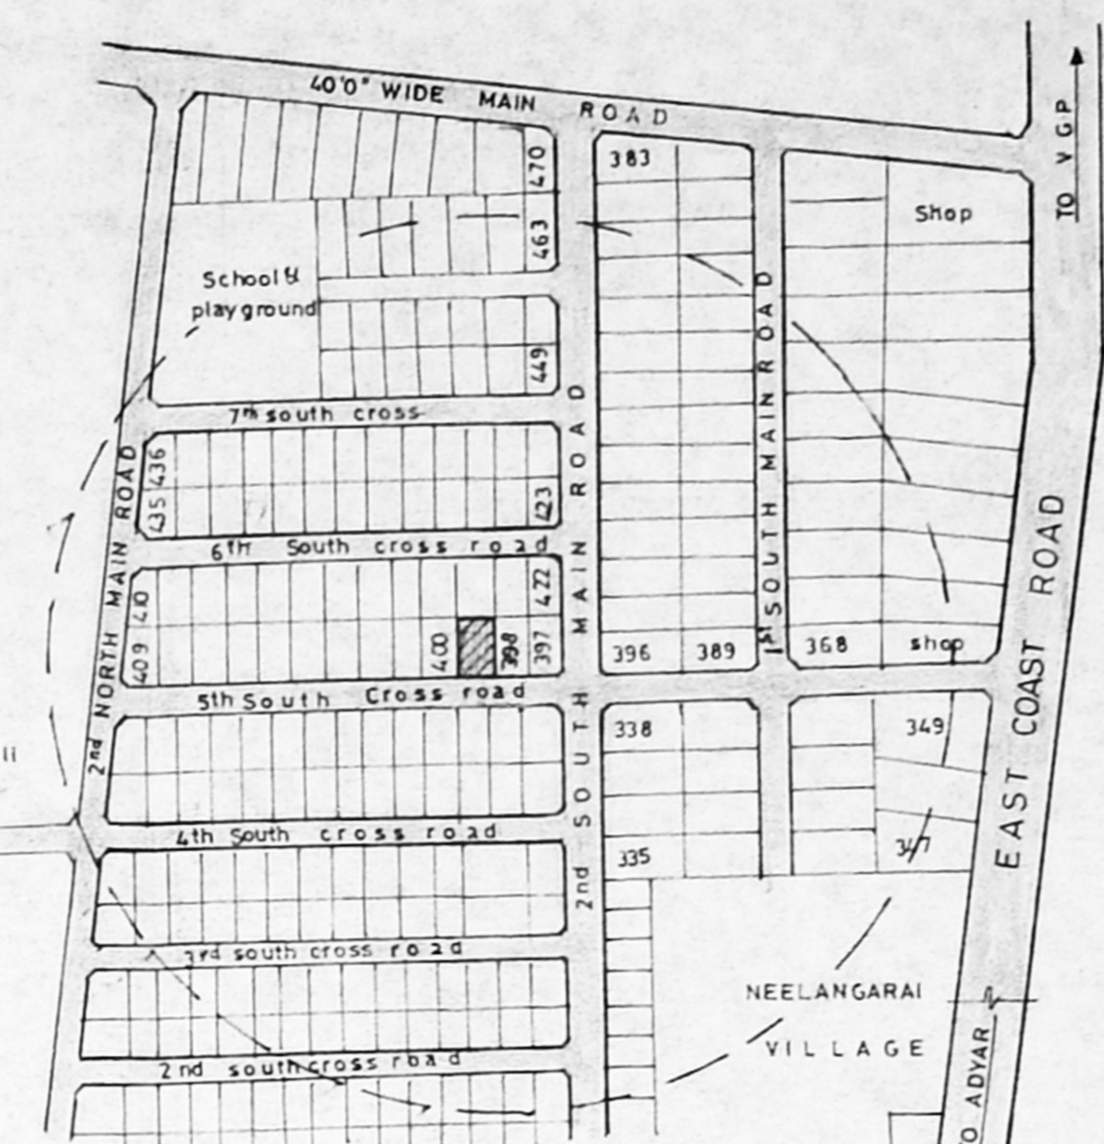 40'0" WIDE MAIN ROAD
TO VGP
470
383
Shop
463
School &
playground
449
7th south cross
436
435
423
6th South cross road
422
410
409
400
398
397
396
389
368
shop
5th South Cross road
338
349
335
347
4th South cross road
3rd south cross road
2nd south cross road
2nd NORTH MAIN ROAD
2nd SOUTH MAIN ROAD
1st SOUTH MAIN ROAD
EAST COAST ROAD
NEELANGARAI
VILLAGE
O ADYAR